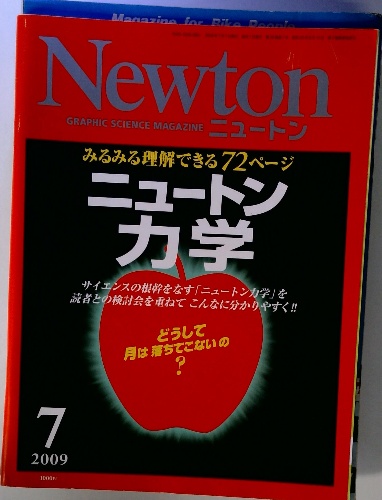 Magazine for Bike People
Newton
GRAPHIC SCIENCE MAGAZINE ニュートン
みるみる理解できる72ページ
ニュートン
力学
サイエンスの根幹をなす「ニュートン力学」を
読者との検討会を重ねて こんなに分かりやすく!!
どうして
月は落ちてこないの
?
7
2009